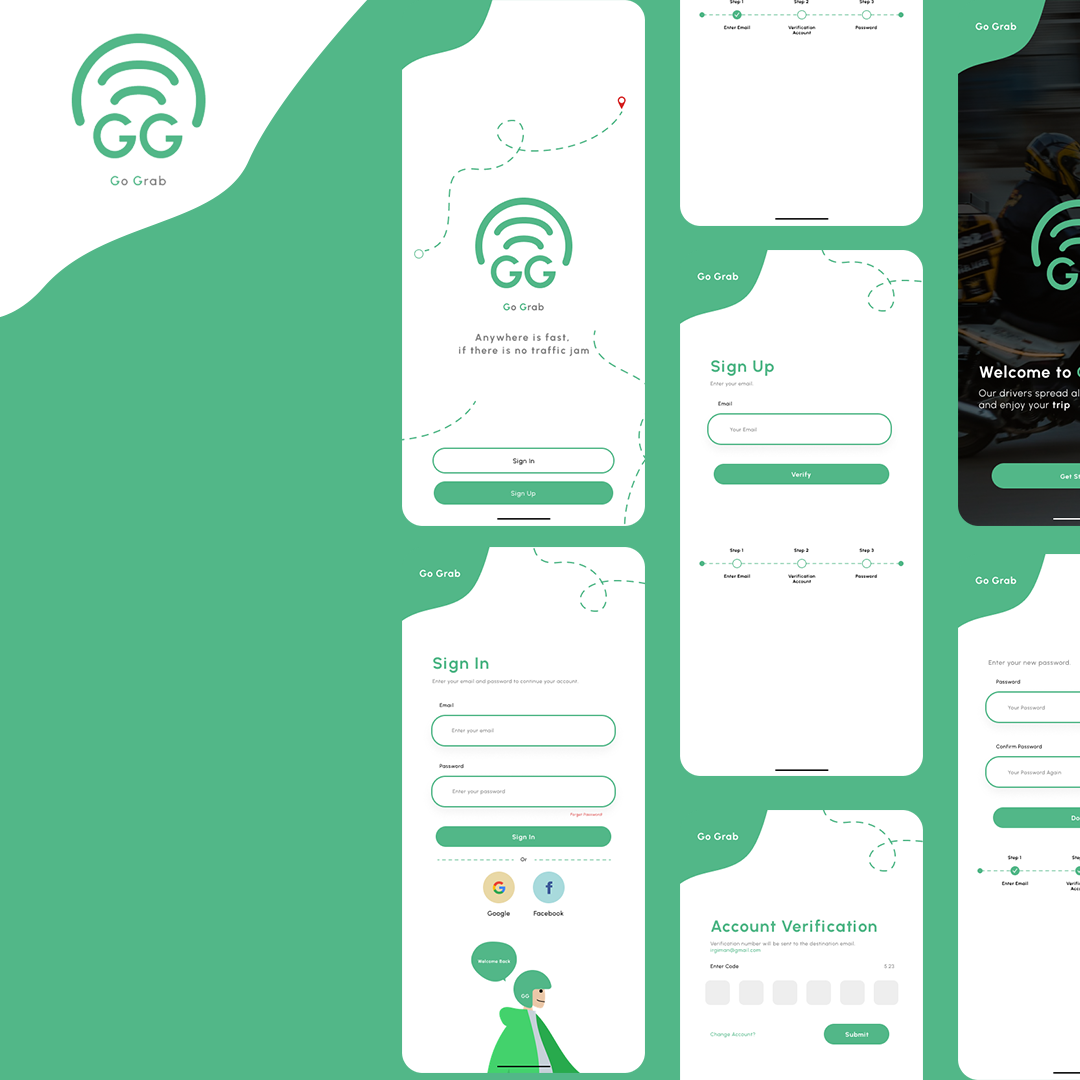 GG
Go Grab
GG
Go Grab
Anywhere is fast,
if there is no traffic jam
Sign In
Sign Up
Go Grab
Sign In
Enter your email and password to continue your account.
Email
Enter your email
Password
Enter your password
Forgot Password?
Sign In
Or
G
f
Google
Facebook
Welcome Back
GG
Step 1
Step 2
Step 3
Enter Email
Verification
Account
Password
Go Grab
Sign Up
Enter your email.
Email
Your Email
Verify
Step 1
Step 2
Step 3
Enter Email
Verification
Account
Password
Go Grab
Account Verification
Verification number will be sent to the destination email.
Enter Code
0.23
Change Account?
Submit
Go Grab
G
Welcome to
Our drivers spread al
and enjoy your trip
Get St
Go Grab
Enter your new password.
Password
Your Password
Confirm Password
Your Password Again
Do
Step 1
Step
Enter Email
Verifi
Acc